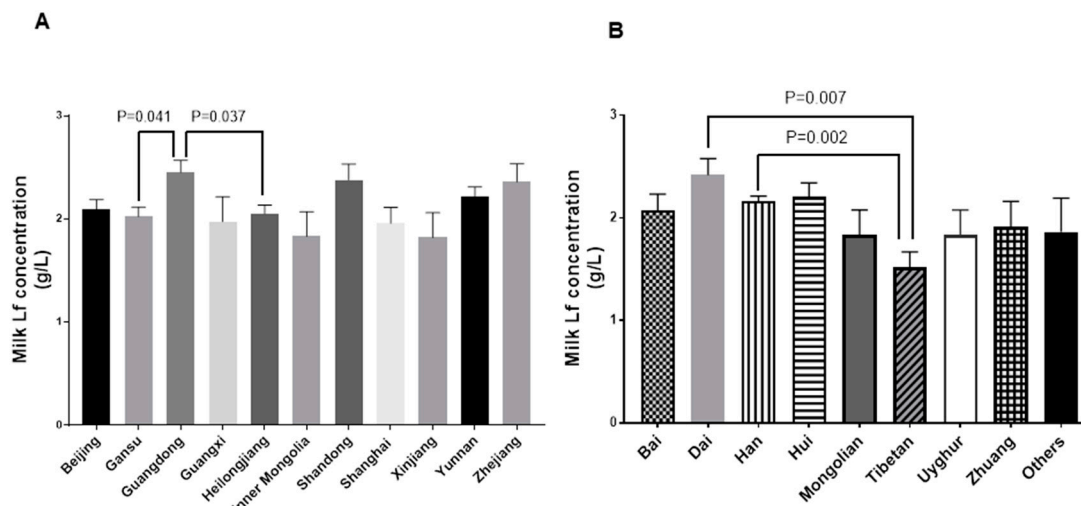 A
Milk Lf concentration
(g/L)
3
2
1
0
P=0.041
P=0.037
Beijing
Gansu
Guangdong
Guangxi
Heilongjiang
Inner Mongolia
Shandong
Shanghai
Xinjiang
Yunnan
Zhejiang
B
Milk Lf concentration
(g/L)
3
2
1
0
P=0.007
P=0.002
Bai
Dai
Han
Hui
Mongolian
Tibetan
Uyghur
Zhuang
Others